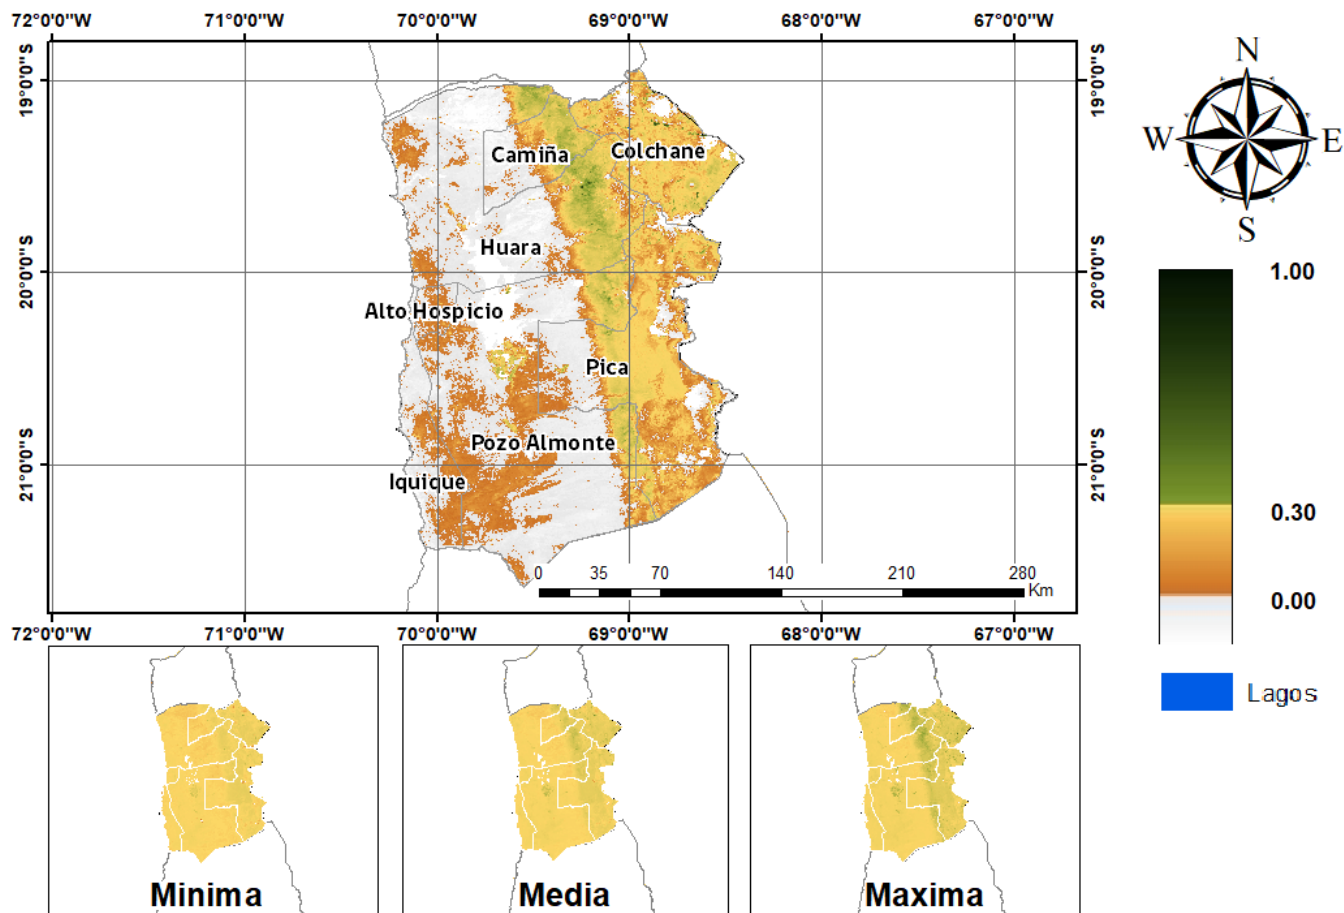 72°0'0"W 71°0'0"W 70°0'0"W 69°0'0"W 68°0'0"W 67°0'0"W
19°0'0"S
19°0'0"S
20°0'0"S
20°0'0"S
21°0'0"S
21°0'0"S
Camiña
Colchane
Huara
Alto Hospicio
Pica
Pozo Almonte
Iquique
0 35 70 140 210 280
Km
72°0'0"W 71°0'0"W 70°0'0"W 69°0'0"W 68°0'0"W 67°0'0"W
N
W E
S
1.00
0.30
0.00
Lagos
Minima
Media
Maxima